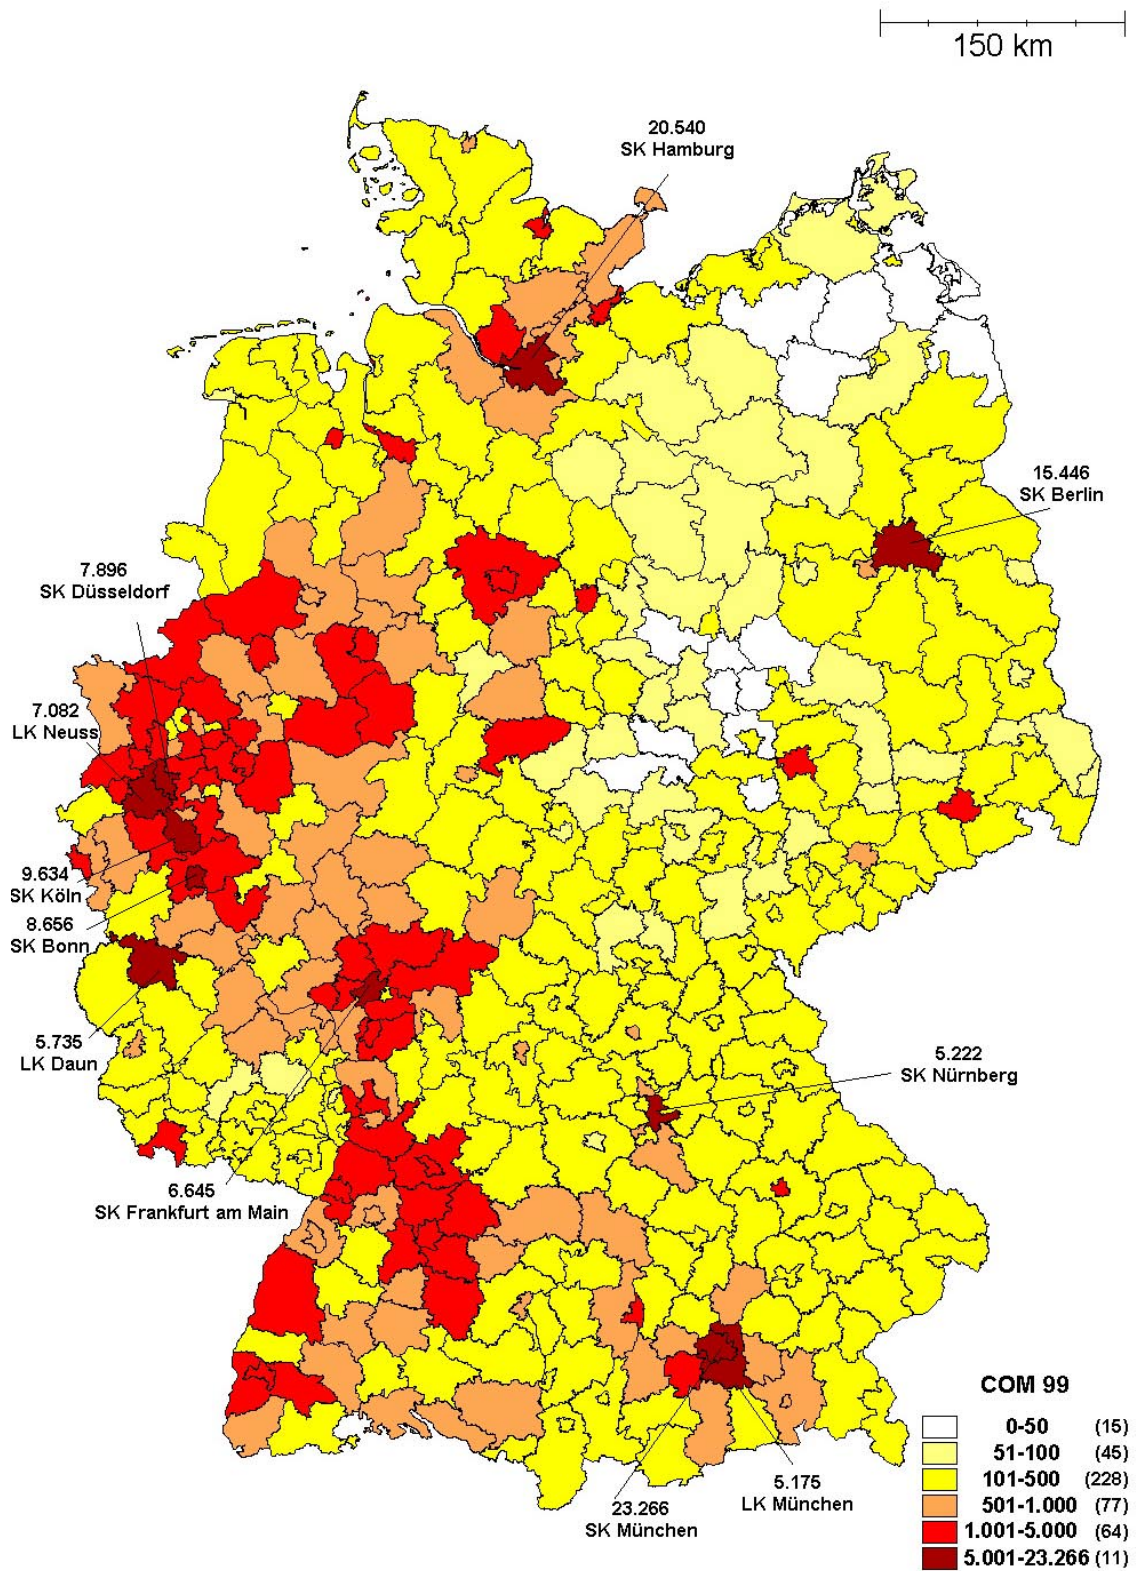 150 km
20.540
SK Hamburg
15.446
SK Berlin
7.896
SK Düsseldorf
7.082
LK Neuss
9.634
SK Köln
8.656
SK Bonn
5.735
LK Daun
5.222
SK Nürnberg
6.645
SK Frankfurt am Main
5.175
LK München
23.266
SK München
COM 99
0-50 (15)
51-100 (45)
101-500 (228)
501-1.000 (77)
1.001-5.000 (64)
5.001-23.266 (11)